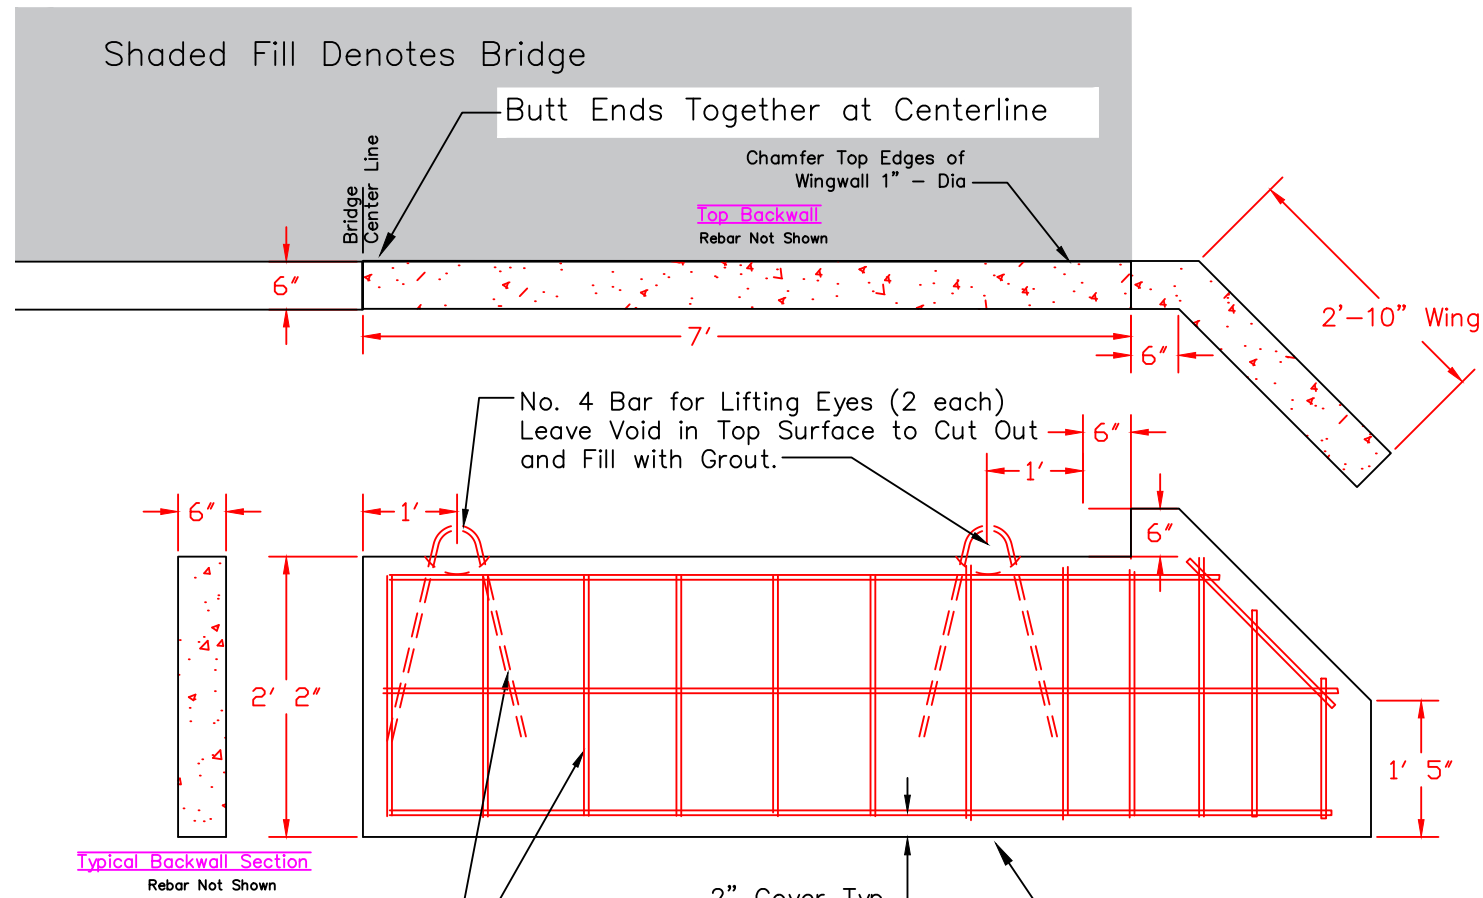 Shaded Fill Denotes Bridge
Butt Ends Together at Centerline
Bridge
Center Line
Chamfer Top Edges of
Wingwall 1" - Dia
Top Backwall
Rebar Not Shown
6"
7'
6"
2'-10" Wing
No. 4 Bar for Lifting Eyes (2 each)
Leave Void in Top Surface to Cut Out
and Fill with Grout.
6"
1'
6"
1'
6"
2' 2"
1' 5"
Typical Backwall Section
Rebar Not Shown
2" Cover Typ